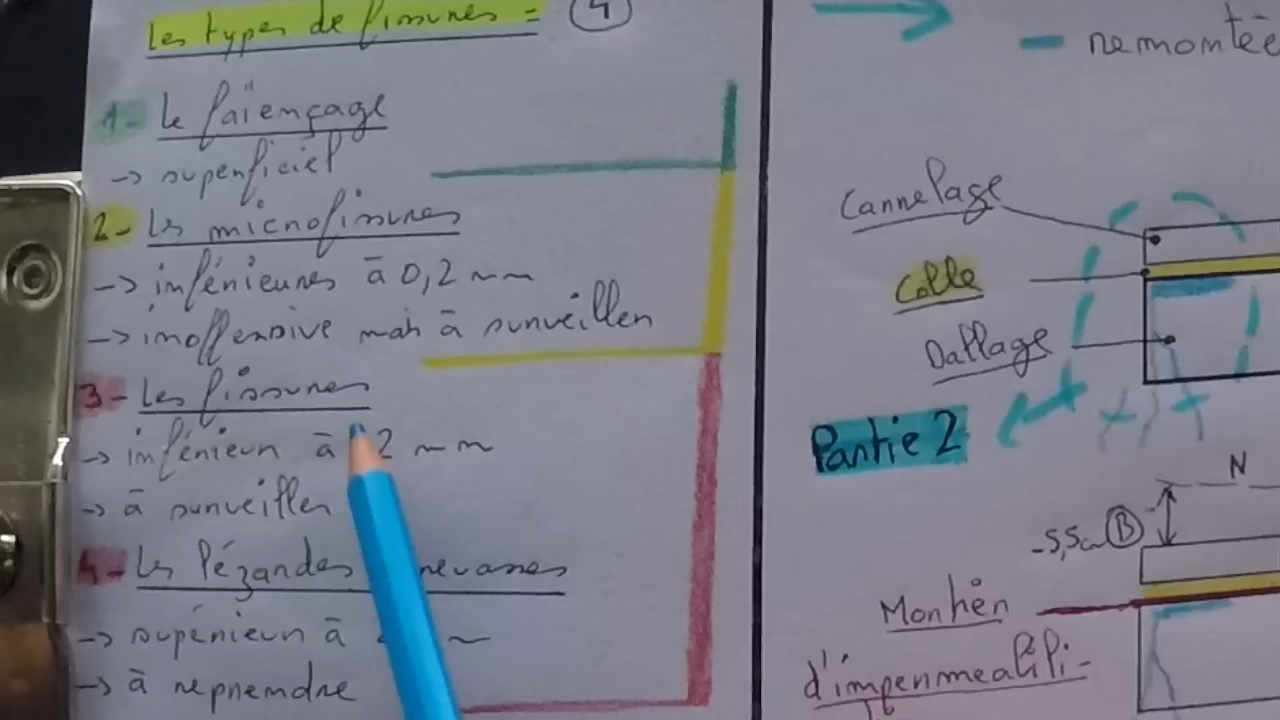 Les types de fissures = 4
1- Le faïençage
→ superficiel
2- Les microfissures
→ inférieures à 0,2 mm
→ inoffensive mais à surveiller
3- Les fissures
→ inférieur à 2 mm
→ à surveiller
4- Les lézardes
→ supérieur à
→ à reprendre
→
- remontée
Carrelage
Colle
Dallage
Partie 2
N
-5,5cm B
Mortier
d'imperméabili-